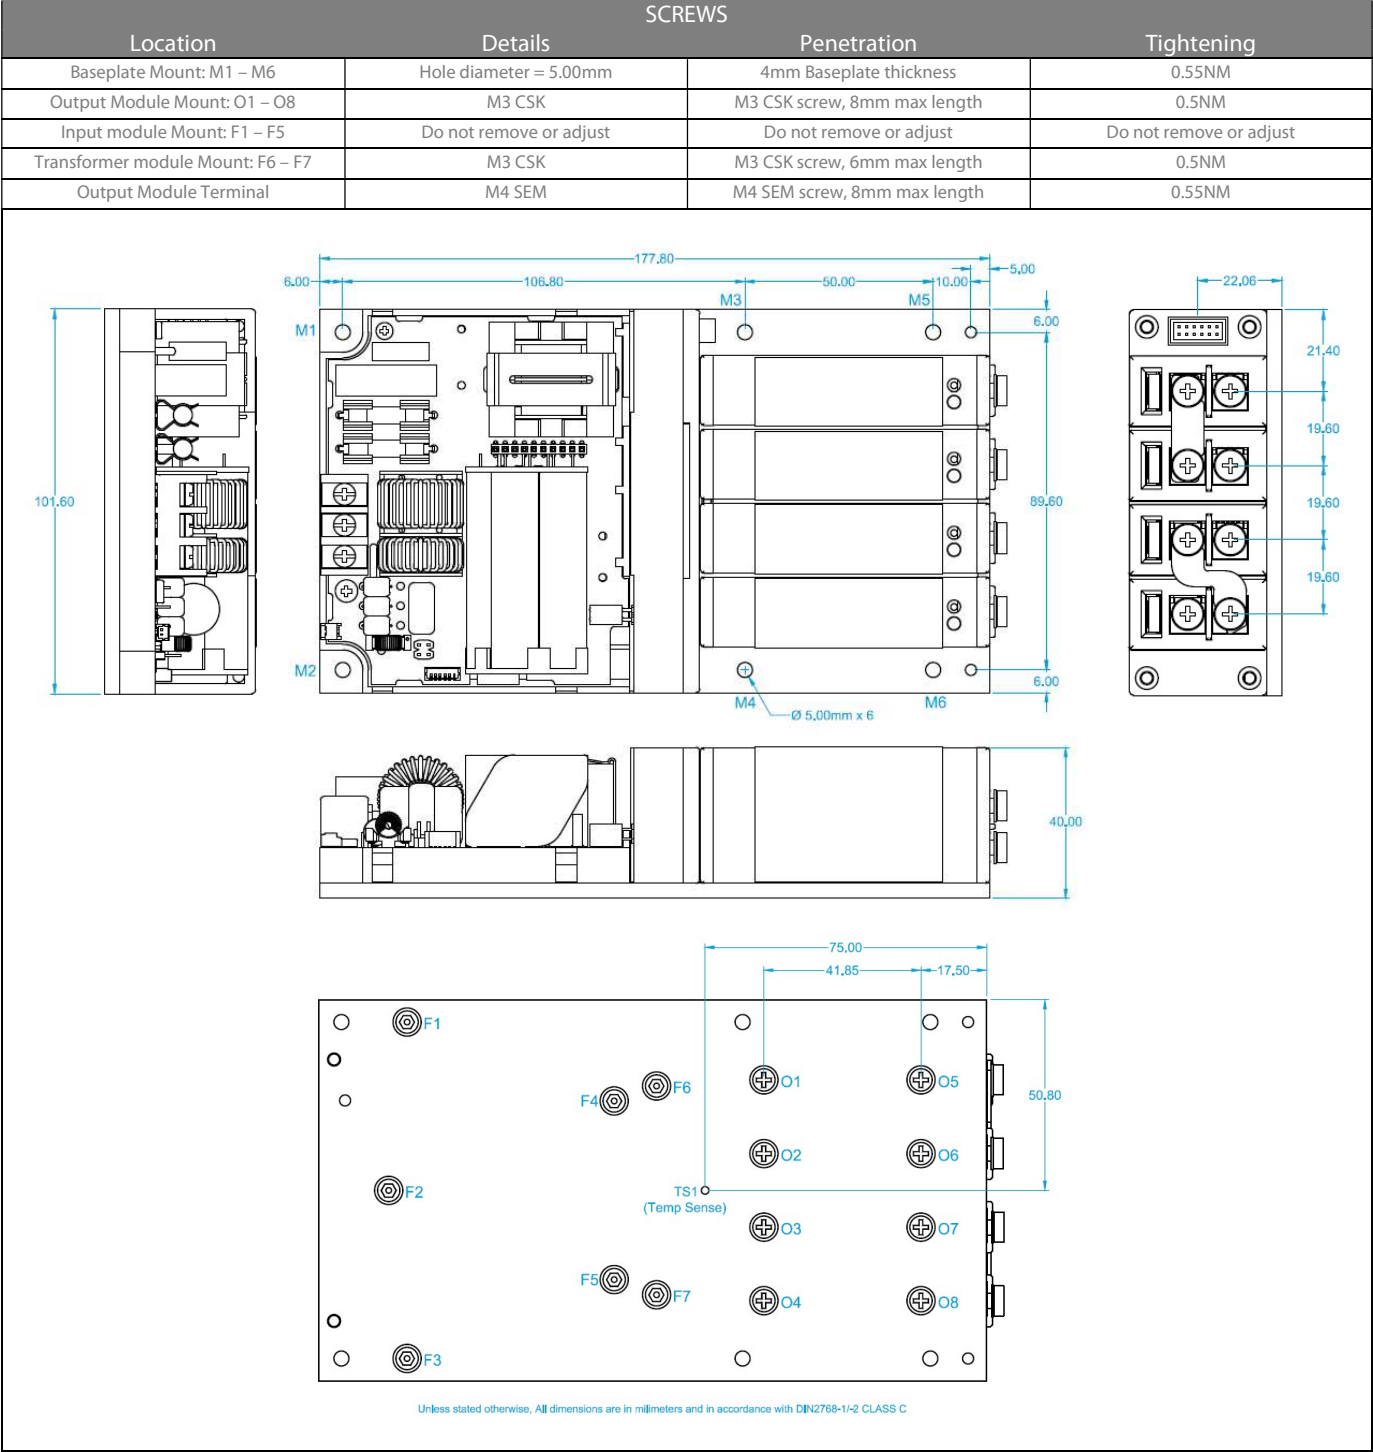 SCREWS
Location Details Penetration Tightening
Baseplate Mount: M1 – M6 Hole diameter = 5.00mm 4mm Baseplate thickness 0.55NM
Output Module Mount: O1 – O8 M3 CSK M3 CSK screw, 8mm max length 0.5NM
Input module Mount: F1 – F5 Do not remove or adjust Do not remove or adjust Do not remove or adjust
Transformer module Mount: F6 – F7 M3 CSK M3 CSK screw, 6mm max length 0.5NM
Output Module Terminal M4 SEM M4 SEM screw, 8mm max length 0.55NM
177.80
6.00 106.80 50.00 10.00 5.00
22.06
M3 M5
M1
6.00
21.40
19.60
101.60
89.60
19.60
19.60
M2
6.00
M4 M6
Ø 5.00mm x 6
40.00
75.00
41.85 17.50
F1
O1 O5
F6
F4
50.80
O2 O6
F2
TS1
(Temp Sense)
O3 O7
F5
F7
O4 O8
F3
Unless stated otherwise, All dimensions are in milimeters and in accordance with DIN2768-1/-2 CLASS C